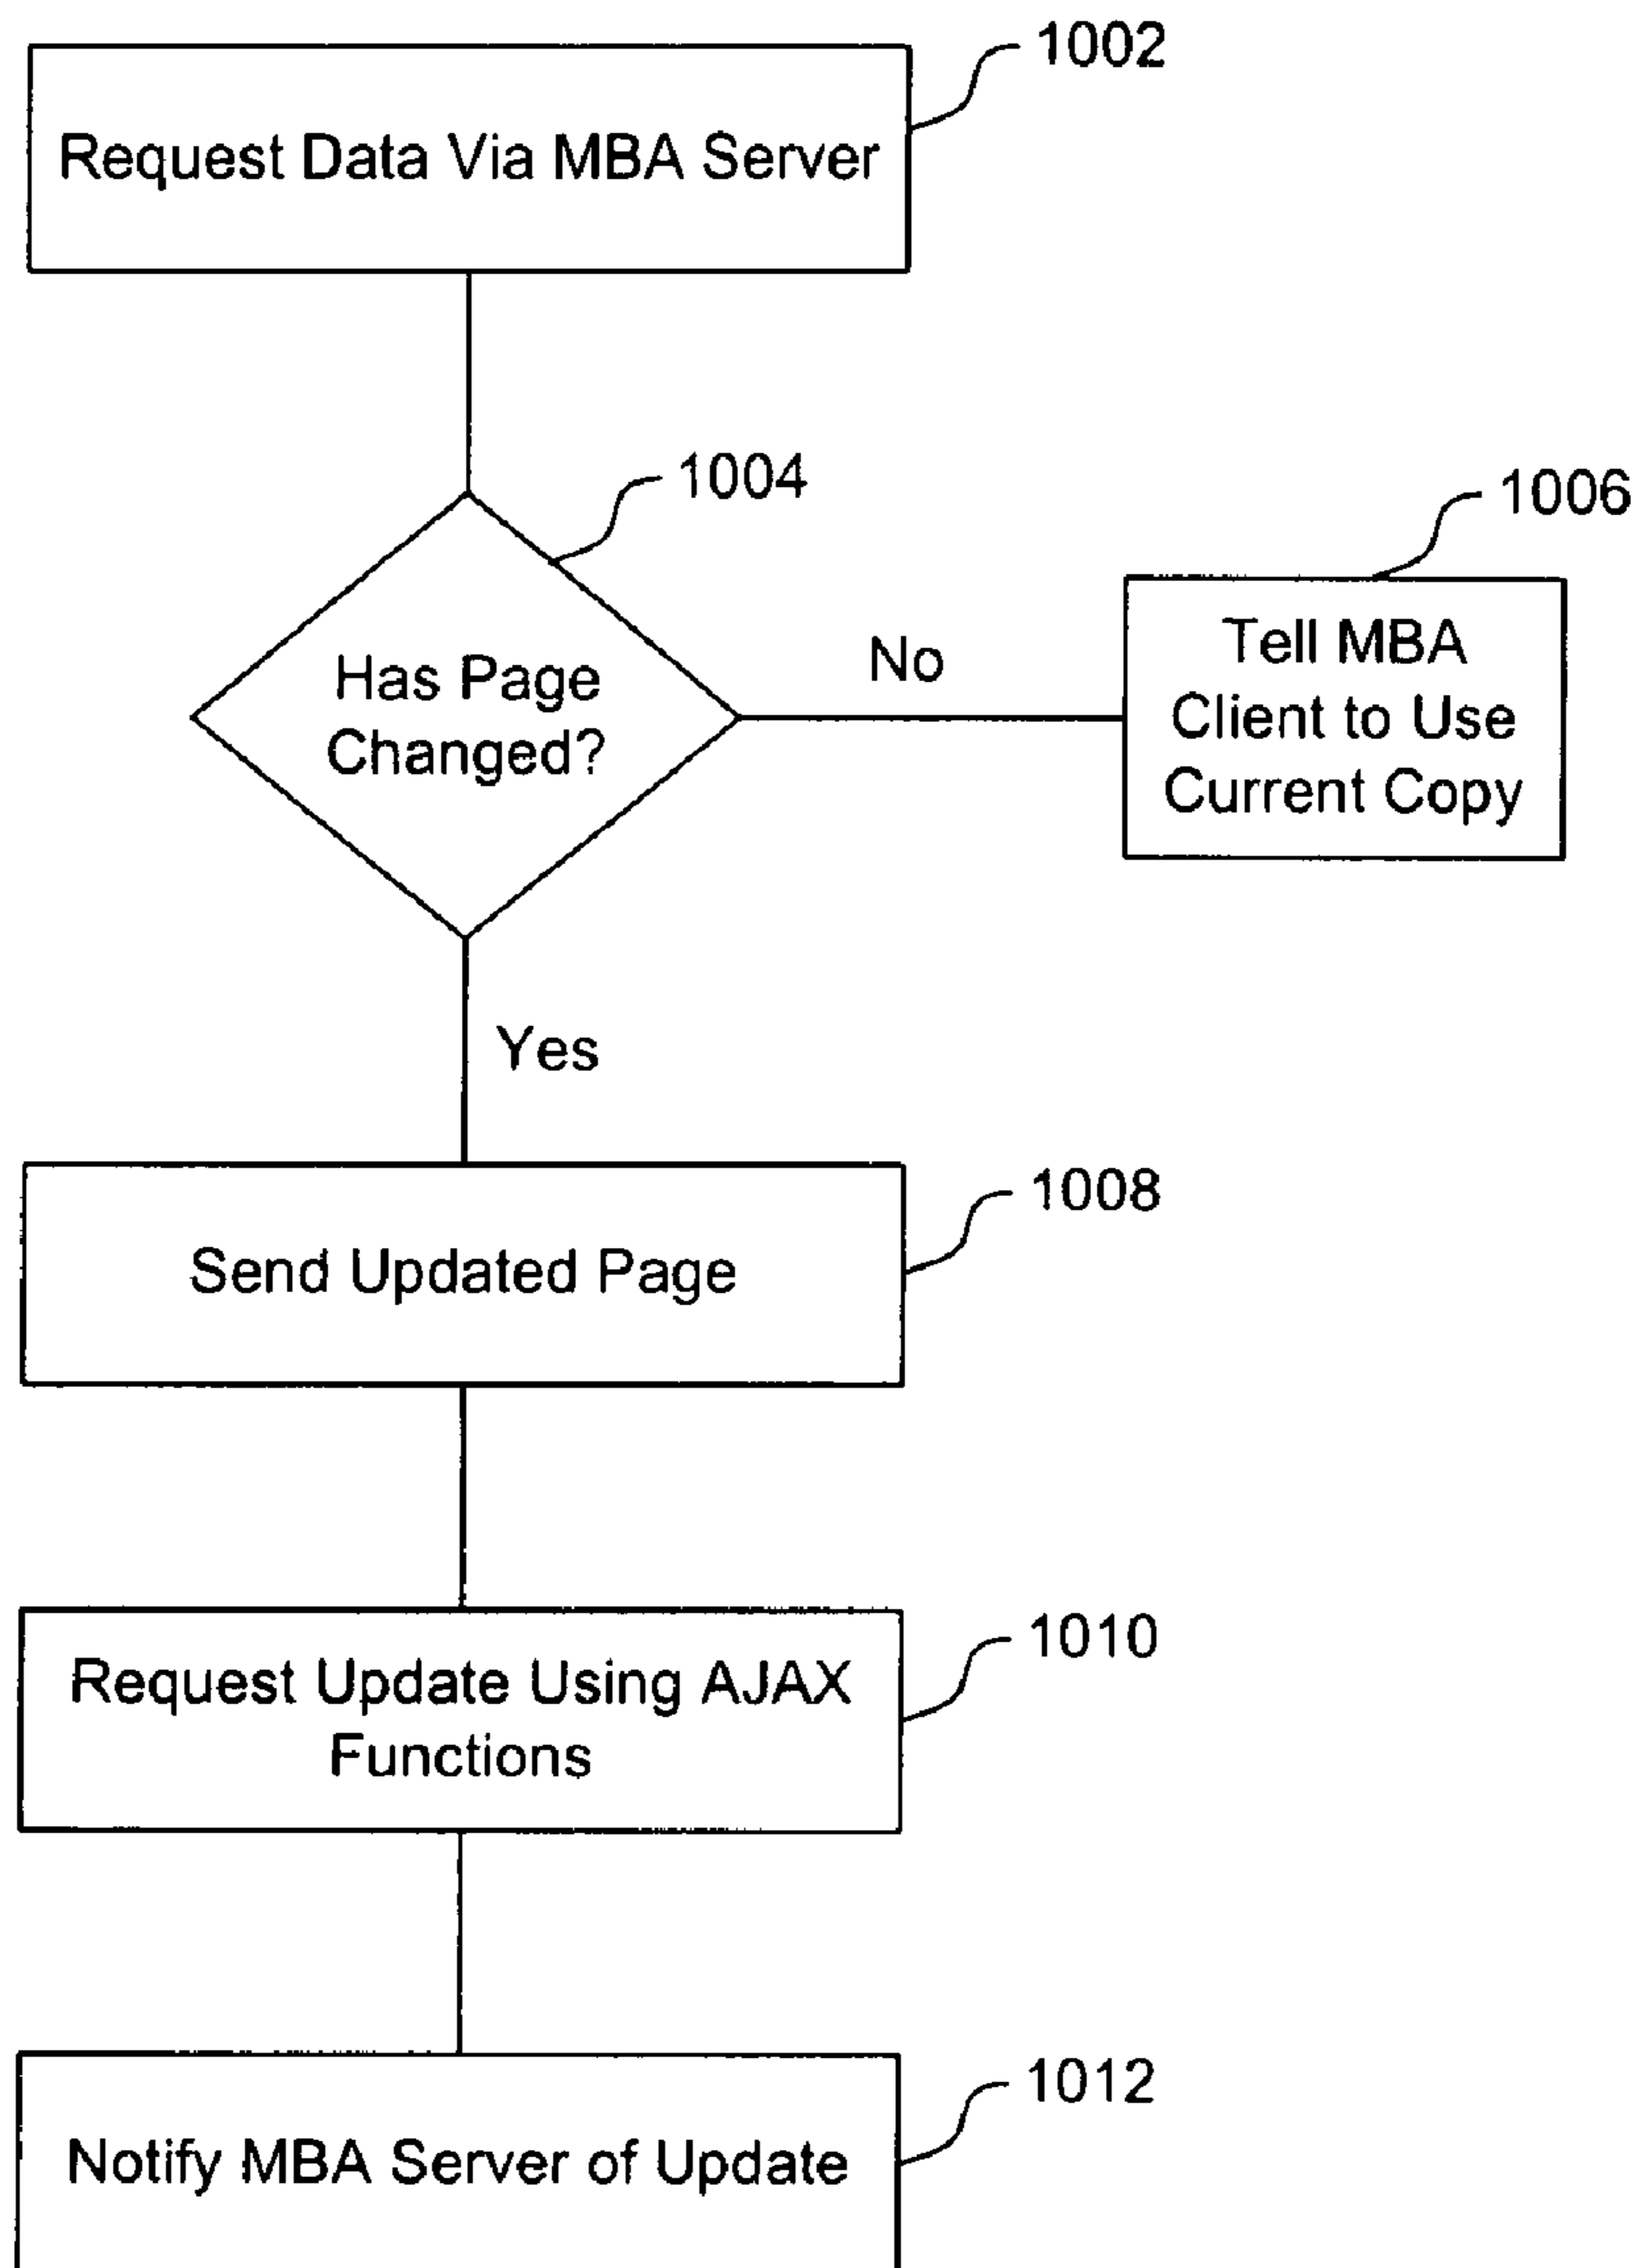 1002
Request Data Via MBA Server
1004
Has Page
Changed?
No
1006
Tell MBA
Client to Use
Current Copy
Yes
1008
Send Updated Page
1010
Request Update Using AJAX
Functions
1012
Notify MBA Server of Update